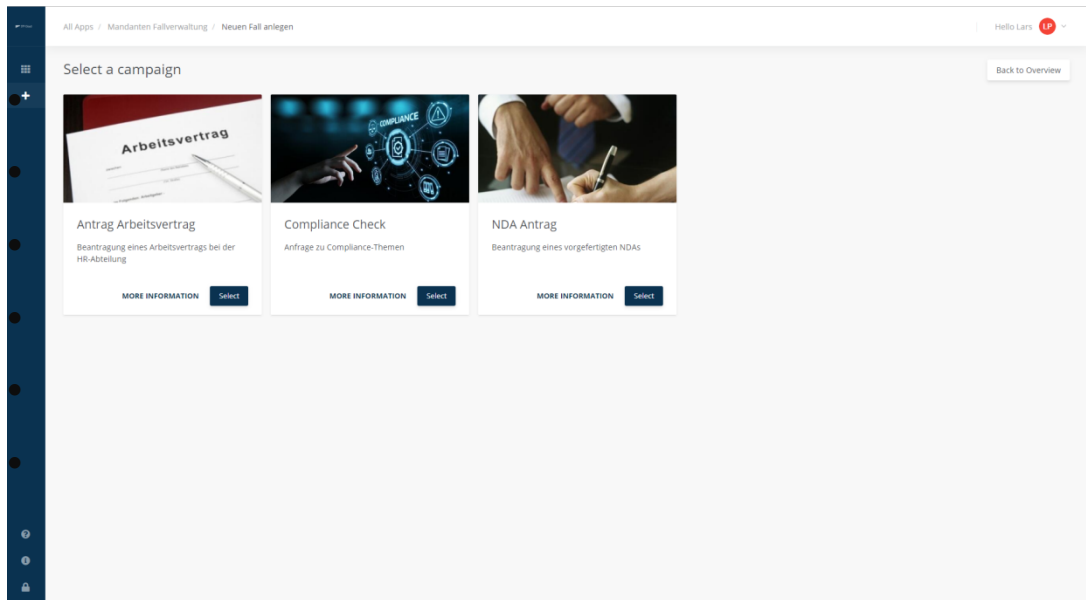 All Apps / Mandanten Fallverwaltung / Neuen Fall anlegen
Hello Lars LP
Select a campaign
Back to Overview
Arbeitsvertrag
COMPLIANCE
Antrag Arbeitsvertrag
Beantragung eines Arbeitsvertrags bei der
HR-Abteilung
MORE INFORMATION Select
Compliance Check
Anfrage zu Compliance-Themen
MORE INFORMATION Select
NDA Antrag
Beantragung eines vorgefertigten NDAs
MORE INFORMATION Select